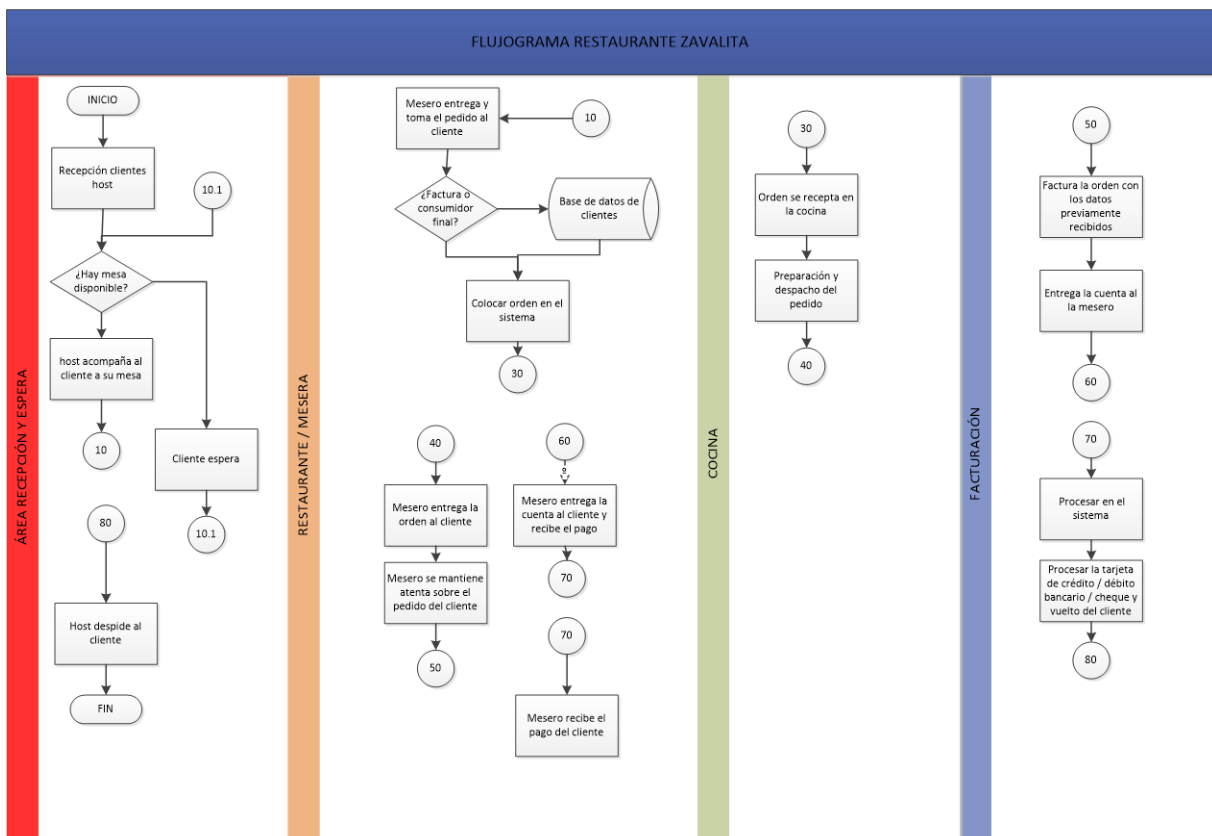 FLUJOGRAMA RESTAURANTE ZAVALITA
ÁREA RECEPCIÓN Y ESPERA
INICIO
Recepción clientes
host
10.1
¿Hay mesa
disponible?
host acompaña al
cliente a su mesa
10
Cliente espera
10.1
80
Host despide al
cliente
FIN
RESTAURANTE / MESERA
Mesero entrega y
toma el pedido al
cliente
10
¿Factura o
consumidor
final?
Base de datos de
clientes
Colocar orden en el
sistema
30
40
Mesero entrega la
orden al cliente
Mesero se mantiene
atenta sobre el
pedido del cliente
50
60
Mesero entrega la
cuenta al cliente y
recibe el pago
70
70
Mesero recibe el
pago del cliente
COCINA
30
Orden se recepta en
la cocina
Preparación y
despacho del
pedido
40
FACTURACIÓN
50
Factura la orden con
los datos
previamente
recibidos
Entrega la cuenta al
la mesero
60
70
Procesar en el
sistema
Procesar la tarjeta
de crédito / débito
bancario / cheque y
vuelto del cliente
80